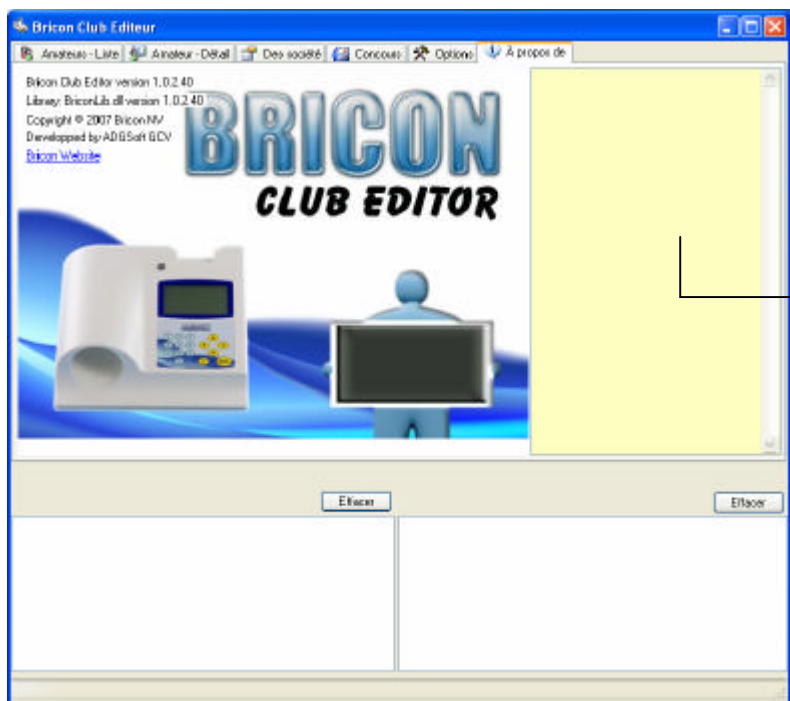 Bricon Club Editeur
Amateurs - Liste Amateur - Détail Des société Concours Options À propos de
Bricon Club Editor version 1.0.2.40
Library: BriconLib.dll version 1.0.2.40
Copyright © 2007 Bricon NV
Developped by ADGSoft GCV
Bricon Website
BRICON
CLUB EDITOR
Effacer Effacer